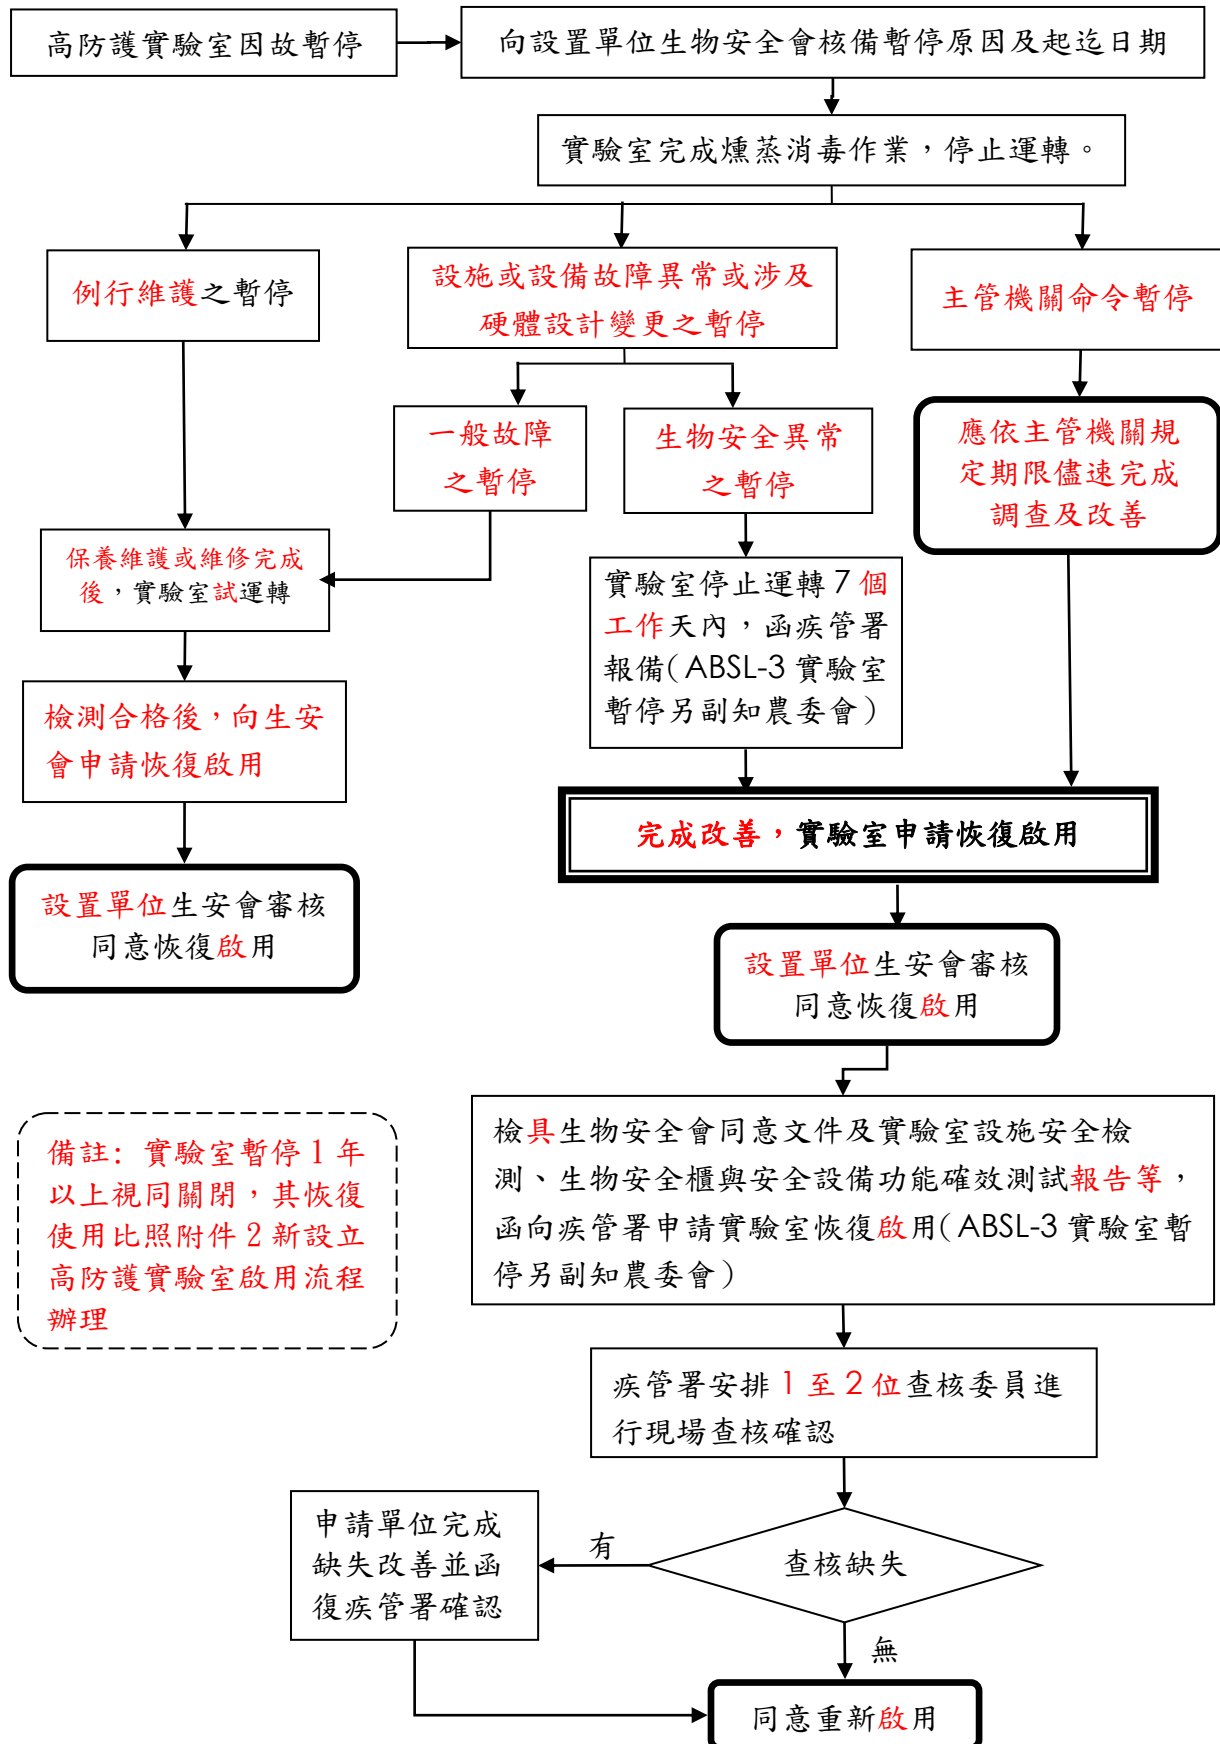 高防護實驗室因故暫停
向設置單位生物安全會核備暫停原因及起迄日期
實驗室完成燻蒸消毒作業，停止運轉。
例行維護之暫停
設施或設備故障異常或涉及
硬體設計變更之暫停
主管機關命令暫停
一般故障
之暫停
生物安全異常
之暫停
應依主管機關規
定期限儘速完成
調查及改善
保養維護或維修完成
後，實驗室試運轉
實驗室停止運轉 7 個
工作天內，函疾管署
報備(ABSL-3 實驗室
暫停另副知農委會)
檢測合格後，向生安
會申請恢復啟用
完成改善，實驗室申請恢復啟用
設置單位生安會審核
同意恢復啟用
設置單位生安會審核
同意恢復啟用
檢具生物安全會同意文件及實驗室設施安全檢
測、生物安全櫃與安全設備功能確效測試報告等，
函向疾管署申請實驗室恢復啟用(ABSL-3 實驗室暫
停另副知農委會)
備註: 實驗室暫停 1 年
以上視同關閉，其恢復
使用比照附件 2 新設立
高防護實驗室啟用流程
辦理
疾管署安排 1 至 2 位查核委員進
行現場查核確認
申請單位完成
缺失改善並函
復疾管署確認
有
查核缺失
無
同意重新啟用